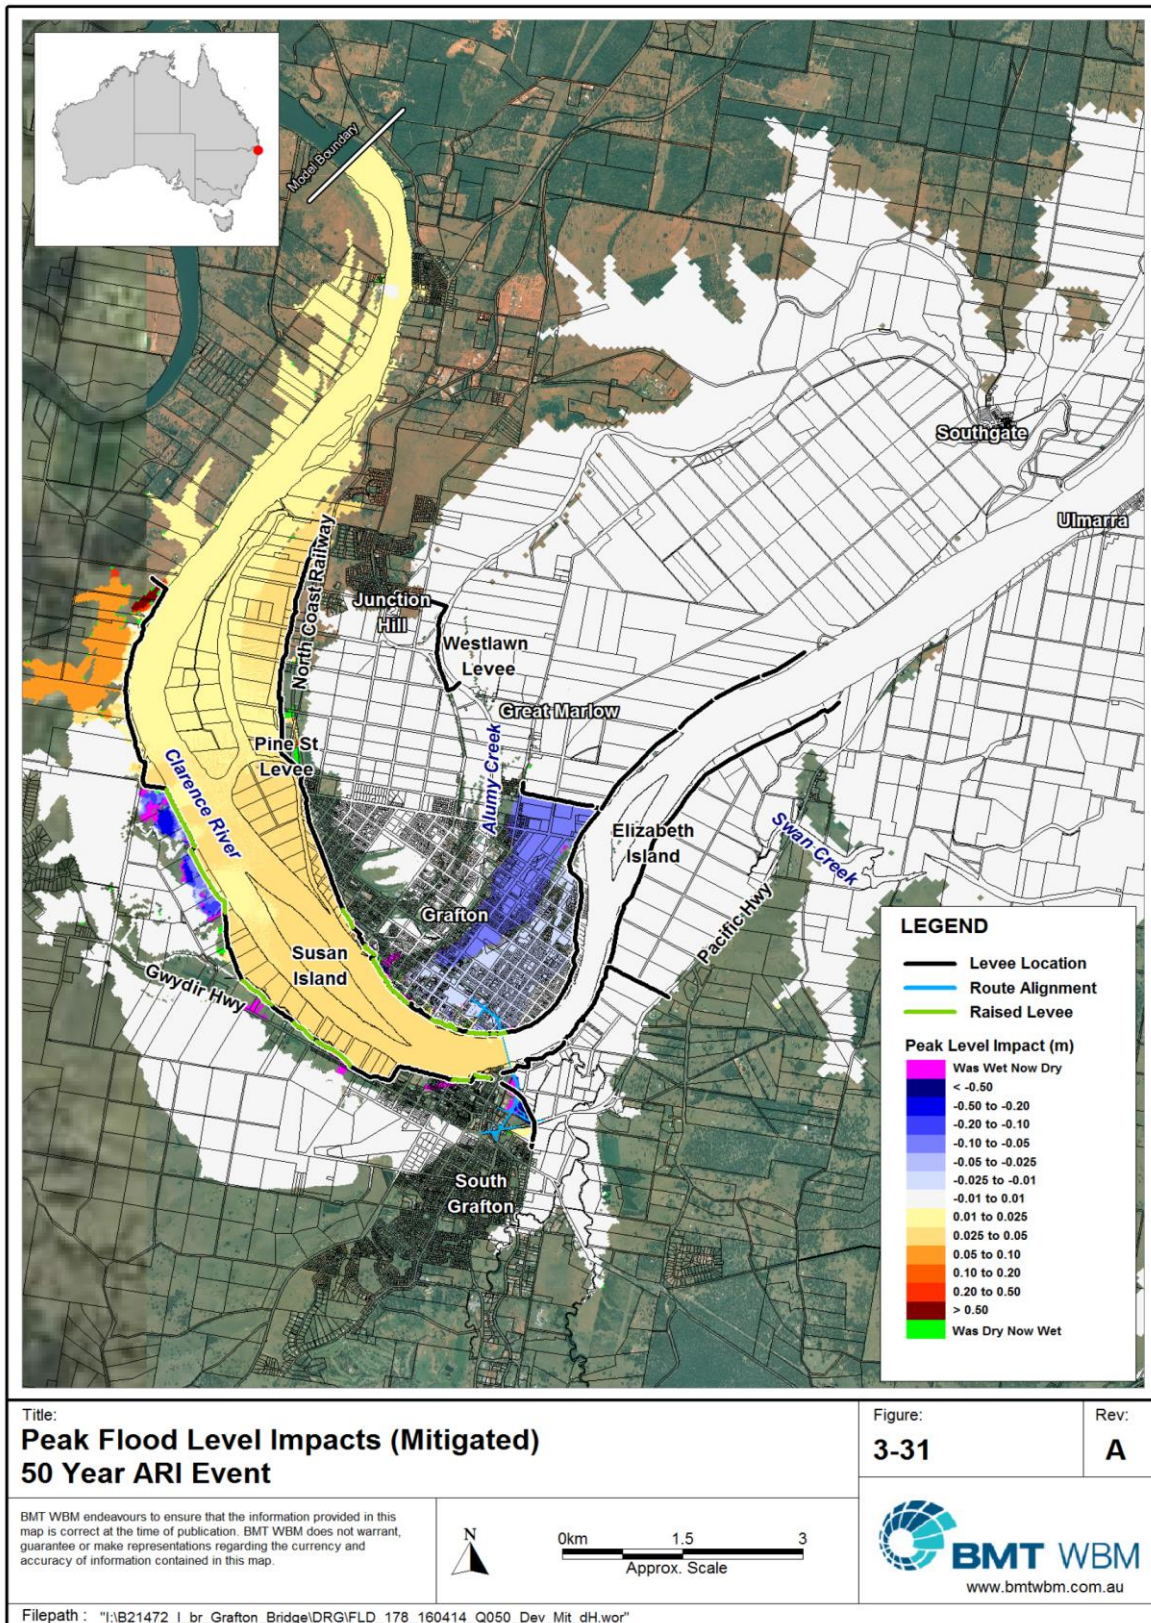 Model Boundary
Southgate
Ulmarra
North Coast Railway
Junction
Hill
Westlawn
Levee
Great Marlow
Pine St
Levee
Clarence River
Alumy Creek
Elizabeth
Island
Swan Creek
Grafton
Pacific Hwy
Susan
Island
Gwydir Hwy
South
Grafton
LEGEND
Levee Location
Route Alignment
Raised Levee
Peak Level Impact (m)
Was Wet Now Dry
< -0.50
-0.50 to -0.20
-0.20 to -0.10
-0.10 to -0.05
-0.05 to -0.025
-0.025 to -0.01
-0.01 to 0.01
0.01 to 0.025
0.025 to 0.05
0.05 to 0.10
0.10 to 0.20
0.20 to 0.50
> 0.50
Was Dry Now Wet
Title:
Peak Flood Level Impacts (Mitigated)
50 Year ARI Event
Figure:
3-31
Rev:
A
BMT WBM endeavours to ensure that the information provided in this
map is correct at the time of publication. BMT WBM does not warrant,
guarantee or make representations regarding the currency and
accuracy of information contained in this map.
N
0km 1.5 3
Approx. Scale
BMT WBM
www.bmtwbm.com.au
Filepath : "I:\B21472_I_br_Grafton_Bridge\DRG\FLD_178_160414_Q050_Dev_Mit_dH.wor"